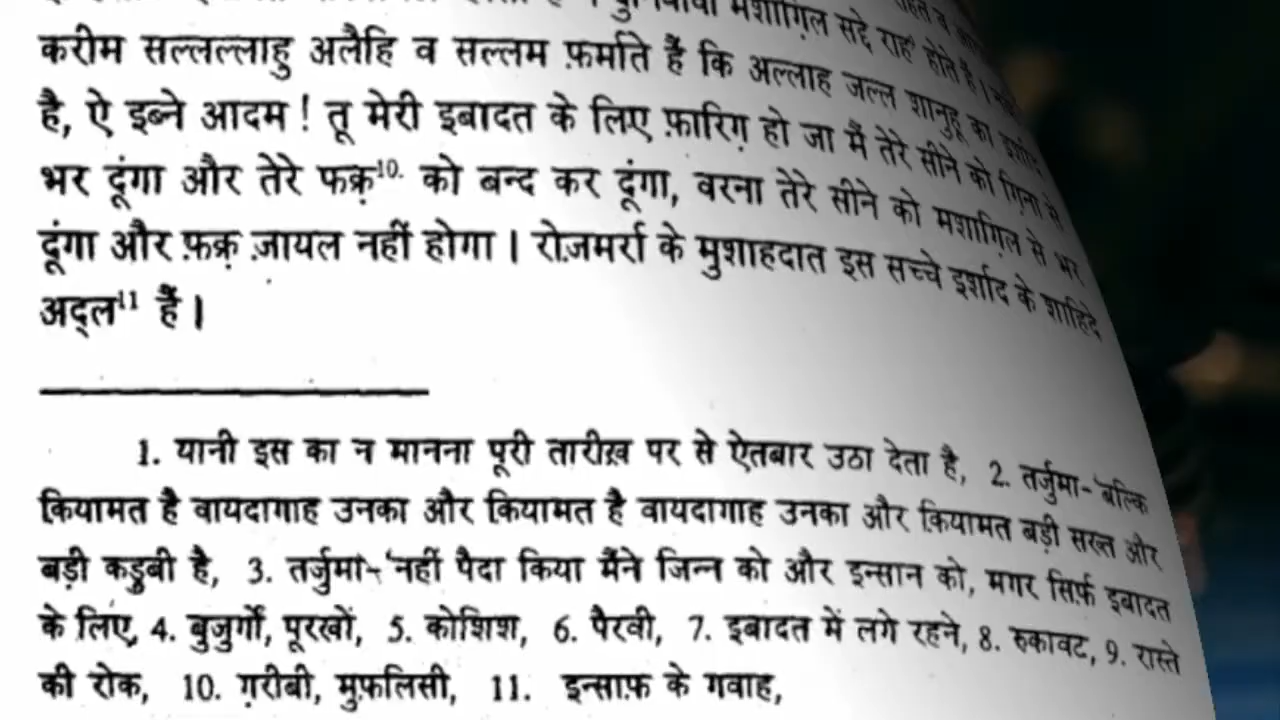 मशाग़िल सद्दे राह' होते हैं।
करीम सल्लल्लाहु अलैहि व सल्लम फ़र्माते हैं कि अल्लाह जल्ल शानुहू का इर्शाद
है, ऐ इब्ने आदम ! तू मेरी इबादत के लिए फ़ारिग़ हो जा मैं तेरे सीने को ग़िना से
भर दूंगा और तेरे फक़्र¹⁰· को बन्द कर दूंगा, वरना तेरे सीने को मशाग़िल से भर
दूंगा और फ़क़्र ज़ायल नहीं होगा । रोज़मर्रा के मुशाहदात इस सच्चे इर्शाद के शाहिदे
अद्ल¹¹ हैं ।
1. यानी इस का न मानना पूरी तारीख़ पर से ऐतबार उठा देता है, 2. तर्जुमा-'बल्कि
कियामत है वायदागाह उनका और कियामत है वायदागाह उनका और कियामत बड़ी सख्त और
बड़ी कड़ुबी है, 3. तर्जुमा-'नहीं पैदा किया मैंने जिन्न को और इन्सान को, मगर सिर्फ़ इबादत
के लिए, 4. बुजुर्गों, पूरखों, 5. कोशिश, 6. पैरवी, 7. इबादत में लगे रहने, 8. रुकावट, 9. रास्ते
की रोक, 10. ग़रीबी, मुफ़लिसी, 11. इन्साफ़ के गवाह,